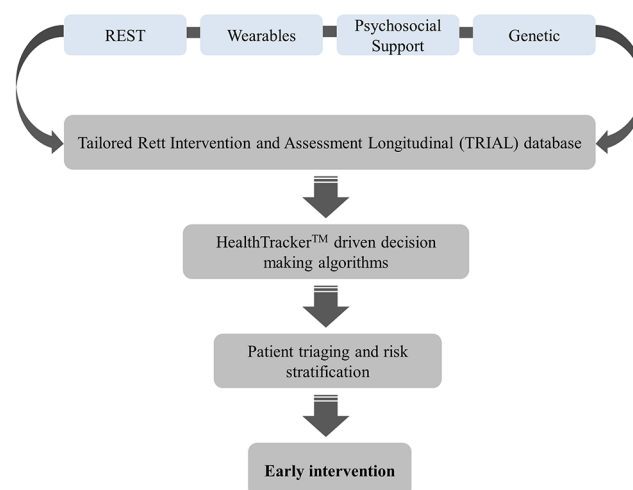 REST
Wearables
Psychosocial
Support
Genetic
Tailored Rett Intervention and Assessment Longitudinal (TRIAL) database
HealthTracker™ driven decision
making algorithms
Patient triaging and risk
stratification
Early intervention